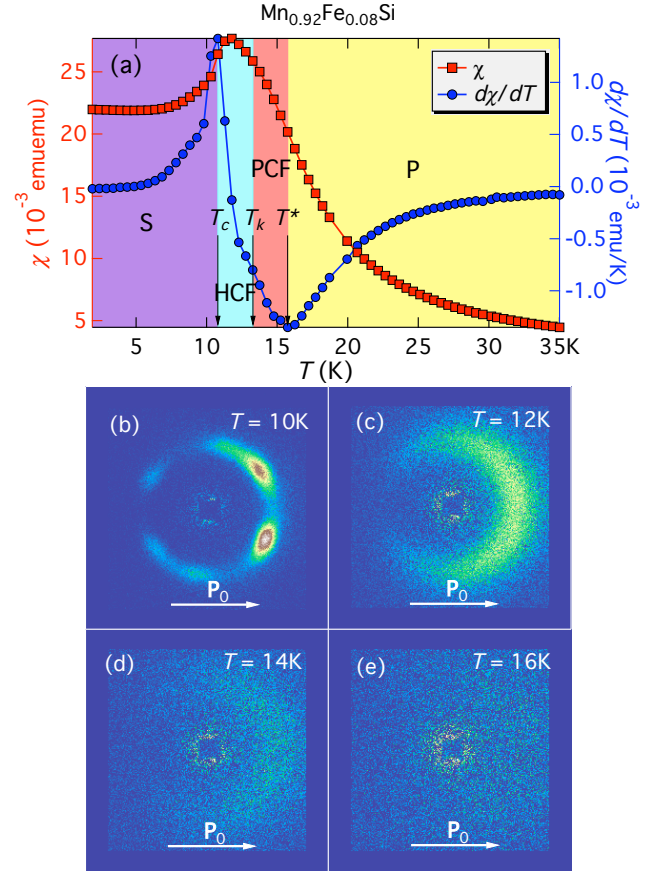 Mn0.92Fe0.08Si
(a)
χ
dχ/dT
25
20
15
10
5
χ (10⁻³ emuemu)
1.0
0.5
0.0
-0.5
-1.0
dχ/dT (10⁻³ emu/K)
S
HCF
PCF
P
Tc
Tk
T*
5
10
15
20
25
30
35K
T (K)
(b)
T = 10K
P0
(c)
T = 12K
P0
(d)
T = 14K
P0
(e)
T = 16K
P0